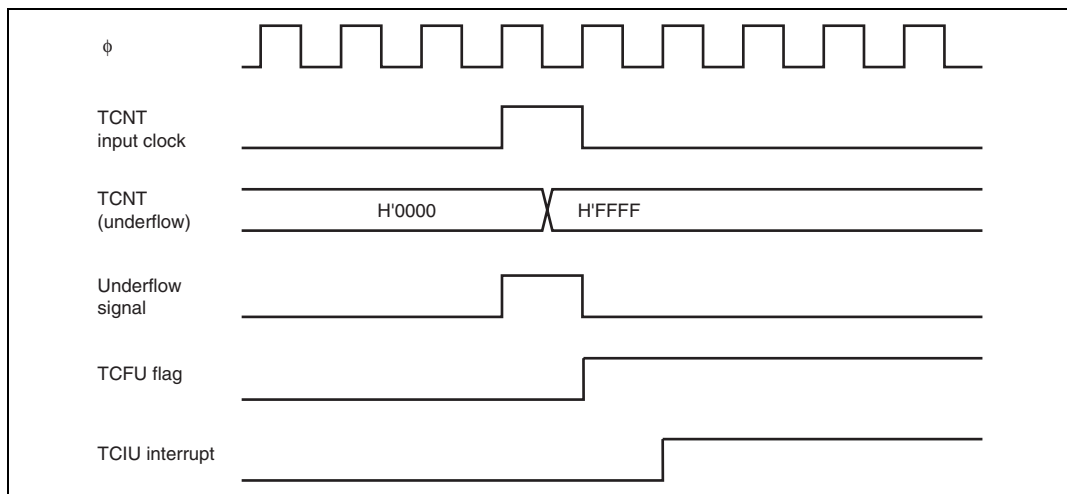 ϕ
TCNT
input clock
TCNT
(underflow)
H'0000
H'FFFF
Underflow
signal
TCFU flag
TCIU interrupt